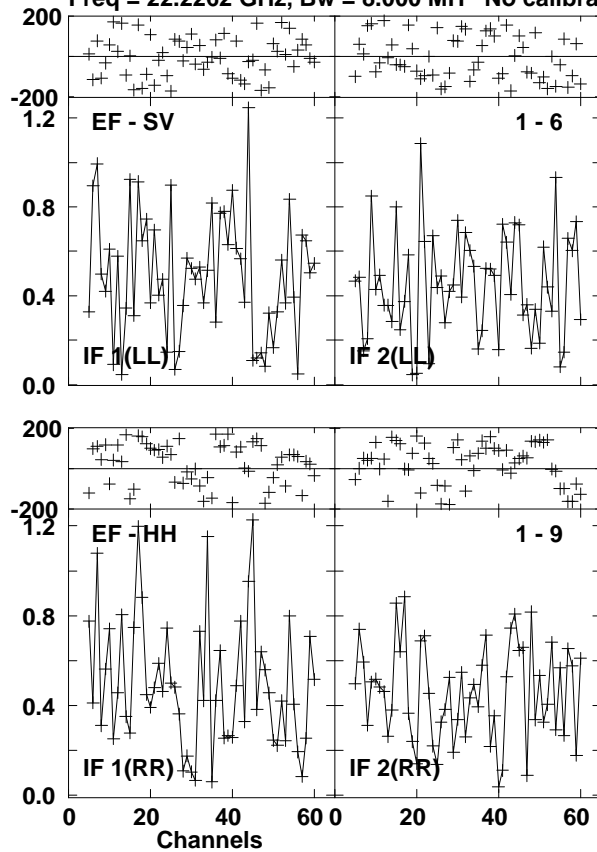 Freq = 22.2262 GHz, Bw = 8.000 MH No calibra
200
-200
1.2
EF - SV
1 - 6
0.8
0.4
IF 1(LL)
IF 2(LL)
0.0
200
-200
1.2
EF - HH
1 - 9
0.8
0.4
IF 1(RR)
IF 2(RR)
0.0
0 20 40 60 0 20 40 60
Channels